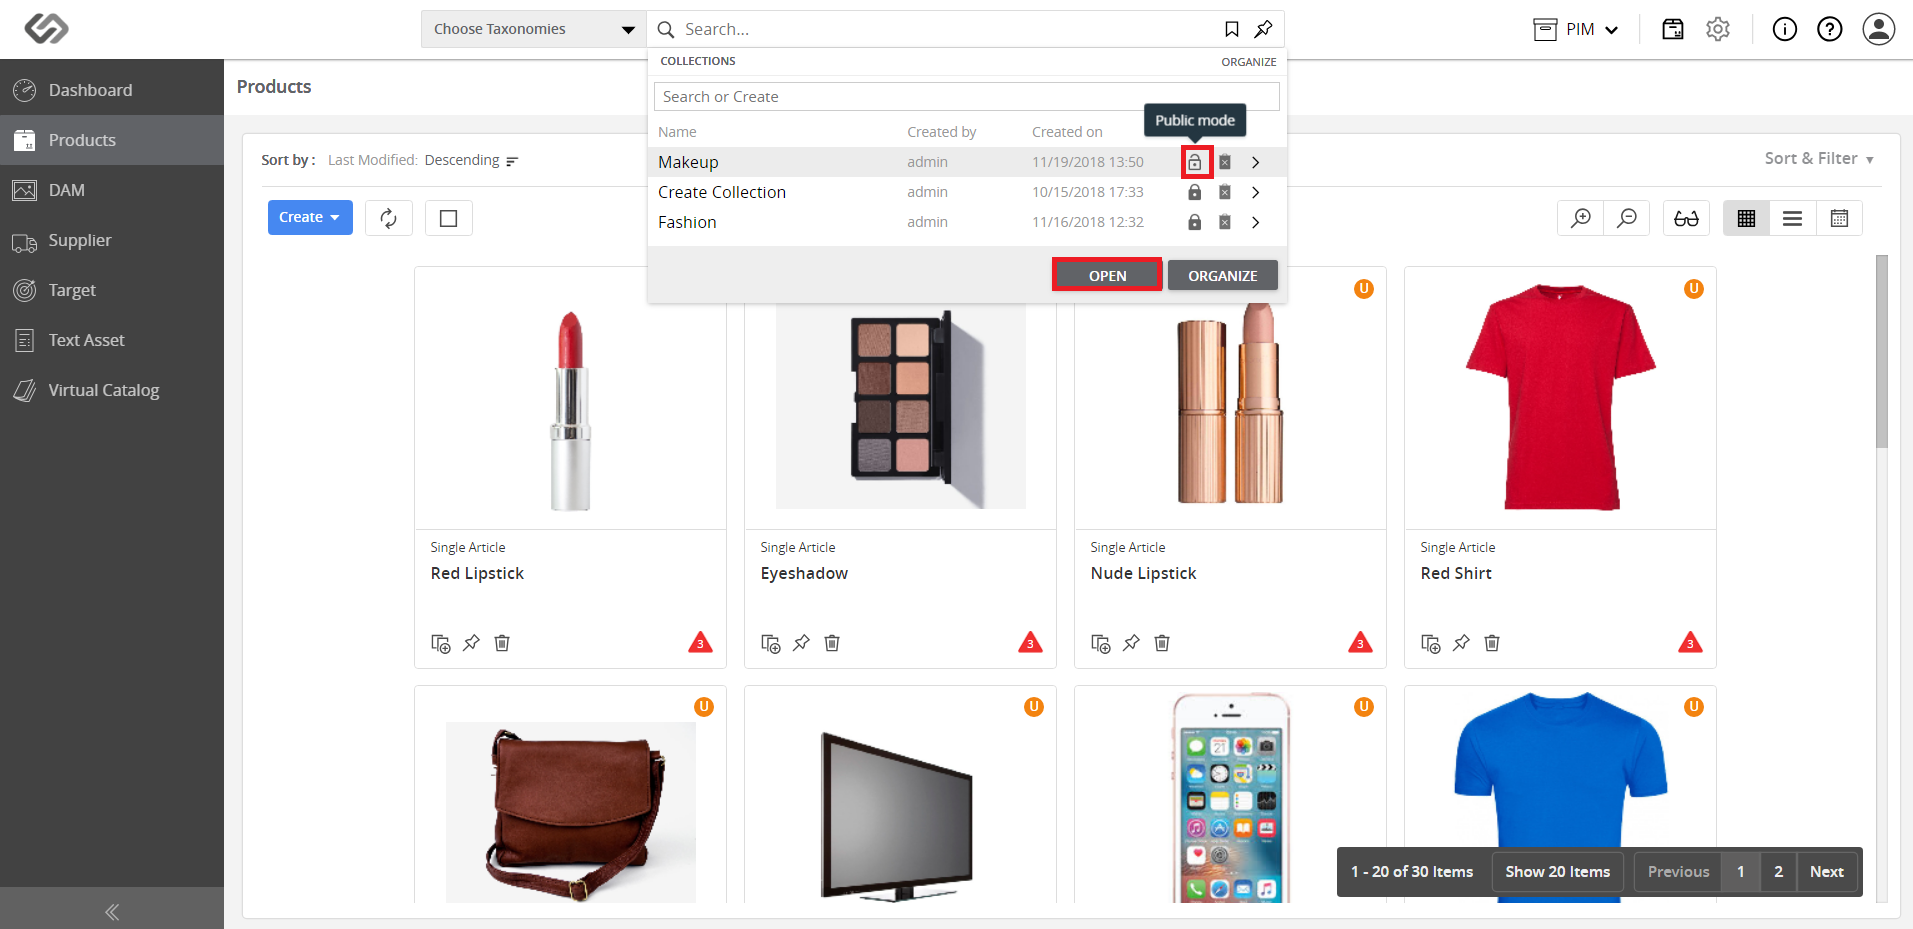 Choose Taxonomies
Search...
PIM
COLLECTIONS
ORGANIZE
Search or Create
Name Created by Created on
Public mode
Makeup admin 11/19/2018 13:50
Create Collection admin 10/15/2018 17:33
Fashion admin 11/16/2018 12:32
OPEN ORGANIZE
Dashboard
Products
DAM
Supplier
Target
Text Asset
Virtual Catalog
Products
Sort by : Last Modified: Descending
Sort & Filter
Create
U
U
Single Article
Red Lipstick
3
Single Article
Eyeshadow
3
Single Article
Nude Lipstick
3
Single Article
Red Shirt
3
U
U
U
U
1 - 20 of 30 Items
Show 20 Items
Previous 1 2 Next